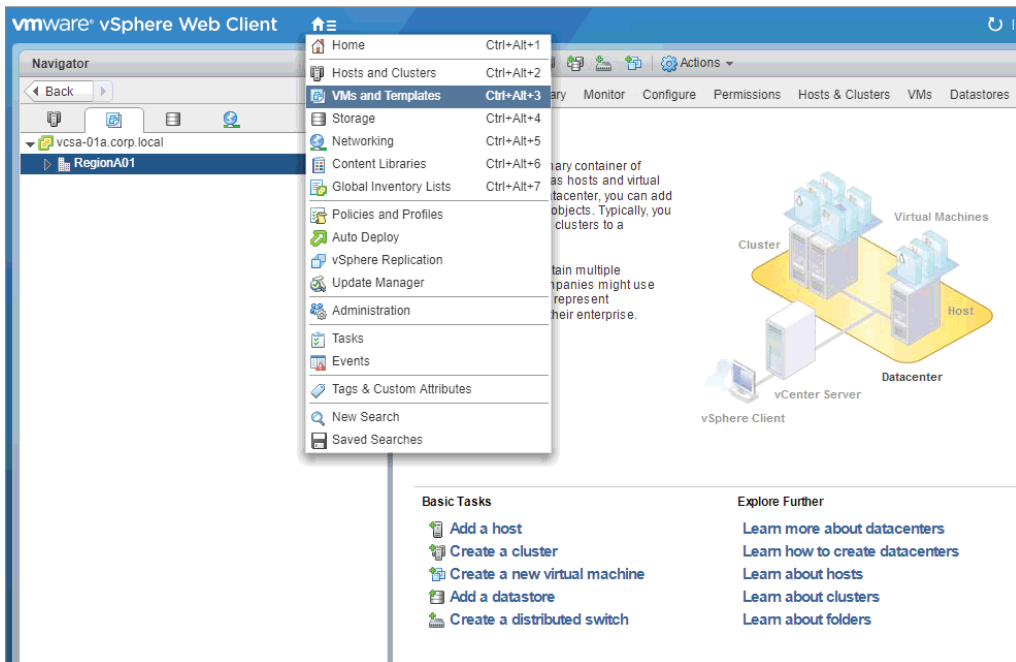 vmware® vSphere Web Client
Navigator
Back
vcsa-01a.corp.local
RegionA01
Home Ctrl+Alt+1
Hosts and Clusters Ctrl+Alt+2
VMs and Templates Ctrl+Alt+3
Storage Ctrl+Alt+4
Networking Ctrl+Alt+5
Content Libraries Ctrl+Alt+6
Global Inventory Lists Ctrl+Alt+7
Policies and Profiles
Auto Deploy
vSphere Replication
Update Manager
Administration
Tasks
Events
Tags & Custom Attributes
New Search
Saved Searches
Actions
ary Monitor Configure Permissions Hosts & Clusters VMs Datastores
ary container of
as hosts and virtual
atacenter, you can add
objects. Typically, you
clusters to a
tain multiple
mpanies might use
represent
heir enterprise.
Virtual Machines
Cluster
Host
Datacenter
vCenter Server
vSphere Client
Basic Tasks
Add a host
Create a cluster
Create a new virtual machine
Add a datastore
Create a distributed switch
Explore Further
Learn more about datacenters
Learn how to create datacenters
Learn about hosts
Learn about clusters
Learn about folders